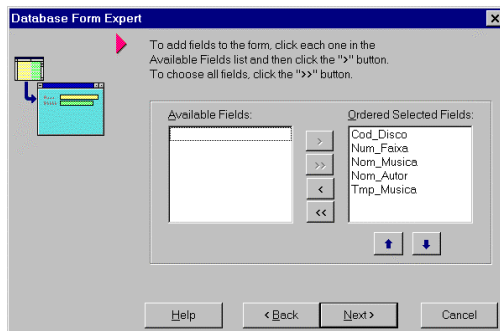 Database Form Expert
To add fields to the form, click each one in the
Available Fields list and then click the ">" button.
To choose all fields, click the ">>" button.
Available Fields:
Ordered Selected Fields:
>
>>
<
<<
Cod_Disco
Num_Faixa
Nom_Musica
Nom_Autor
Tmp_Musica
Help
< Back
Next >
Cancel